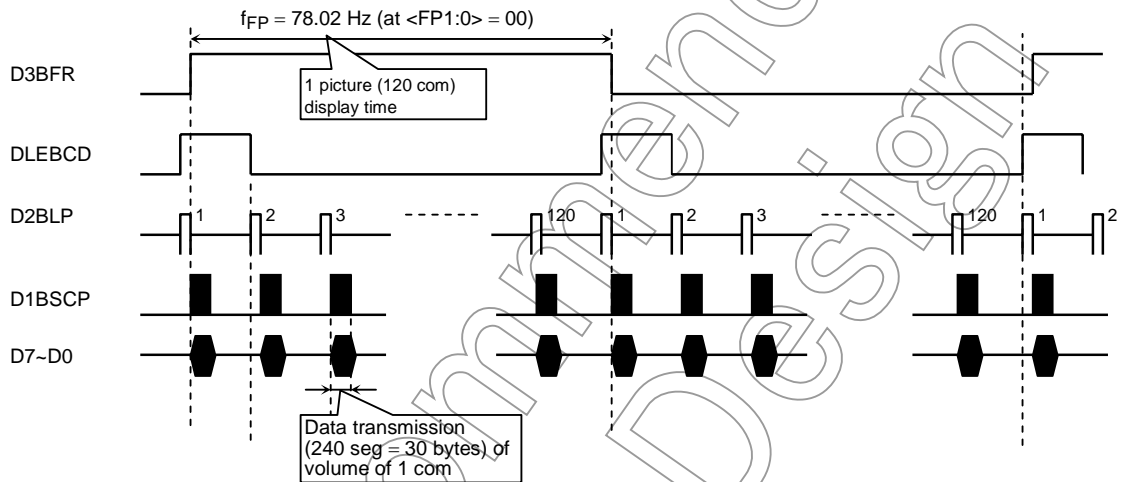 fFP = 78.02 Hz (at <FP1:0> = 00)
D3BFR
1 picture (120 com)
display time
DLEBCD
D2BLP
1 2 3 120 1 2 3 120 1 2
D1BSCP
D7~D0
Data transmission
(240 seg = 30 bytes) of
volume of 1 com
Design